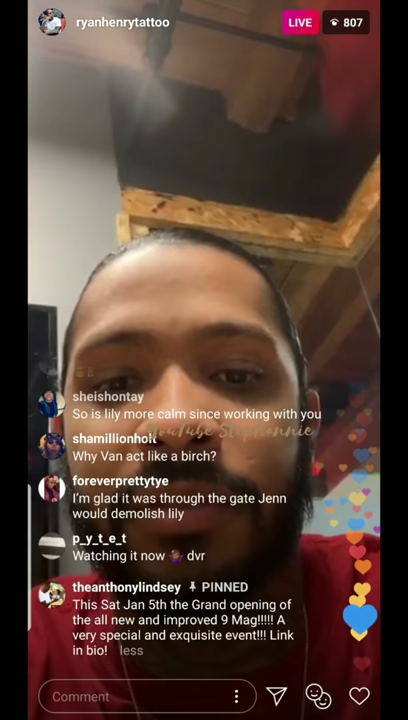 ryanhenrytattoo
LIVE
807
sheishontay
So is lily more calm since working with you
YouTube Stephannie
shamillionholt
Why Van act like a birch?
foreverprettytye
I'm glad it was through the gate Jenn
would demolish lily
p_y_t_e_t
Watching it now 🤷🏾‍♀️ dvr
theanthonylindsey 📌 PINNED
This Sat Jan 5th the Grand opening of
the all new and improved 9 Mag!!!!! A
very special and exquisite event!!! Link
in bio! less
Comment